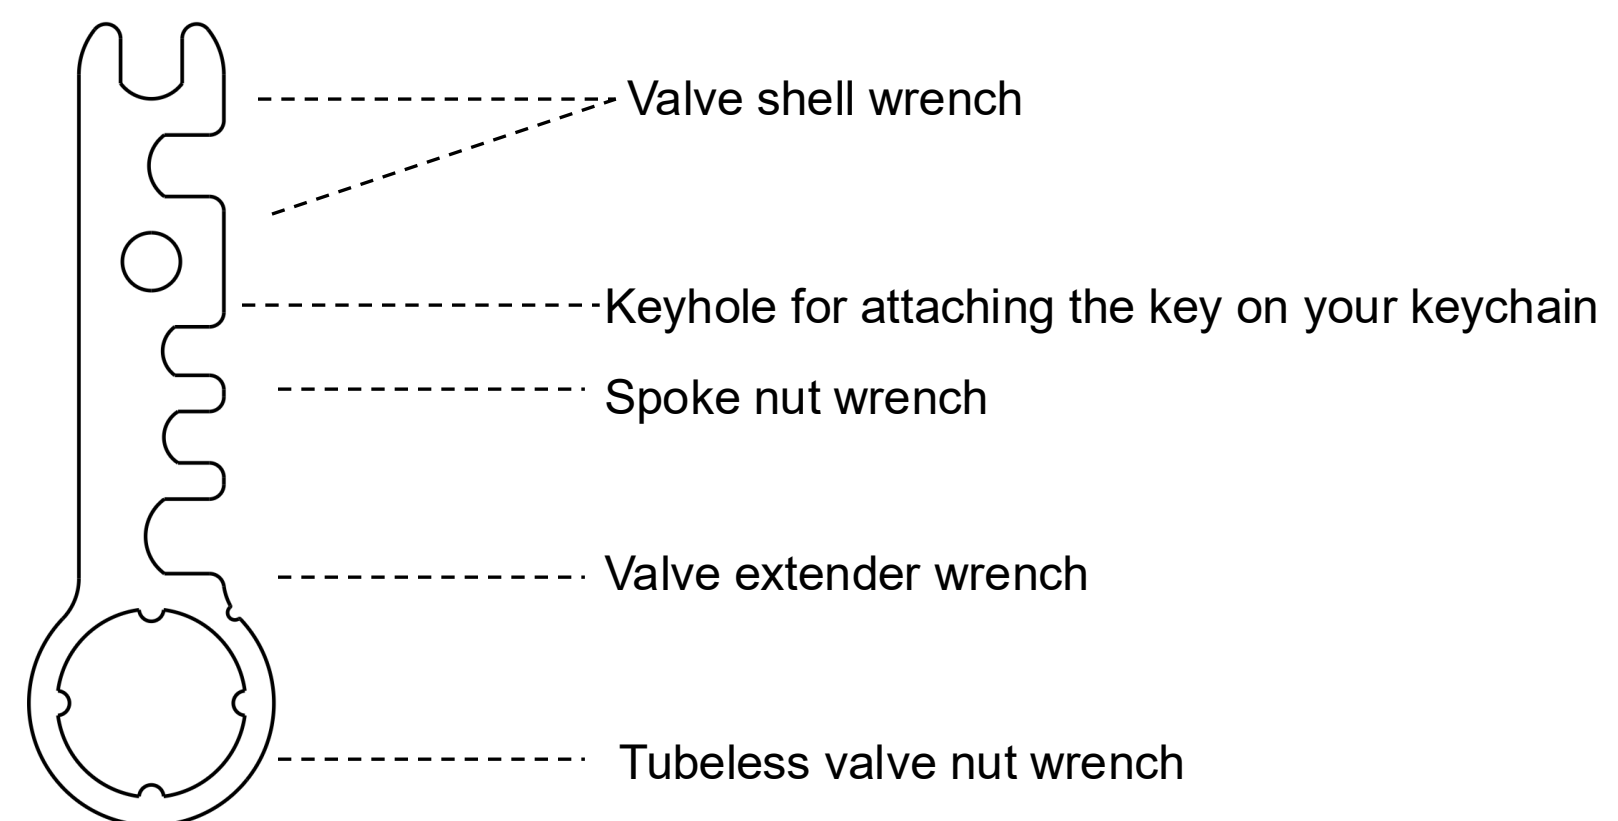 Valve shell wrench
Keyhole for attaching the key on your keychain
Spoke nut wrench
Valve extender wrench
Tubeless valve nut wrench